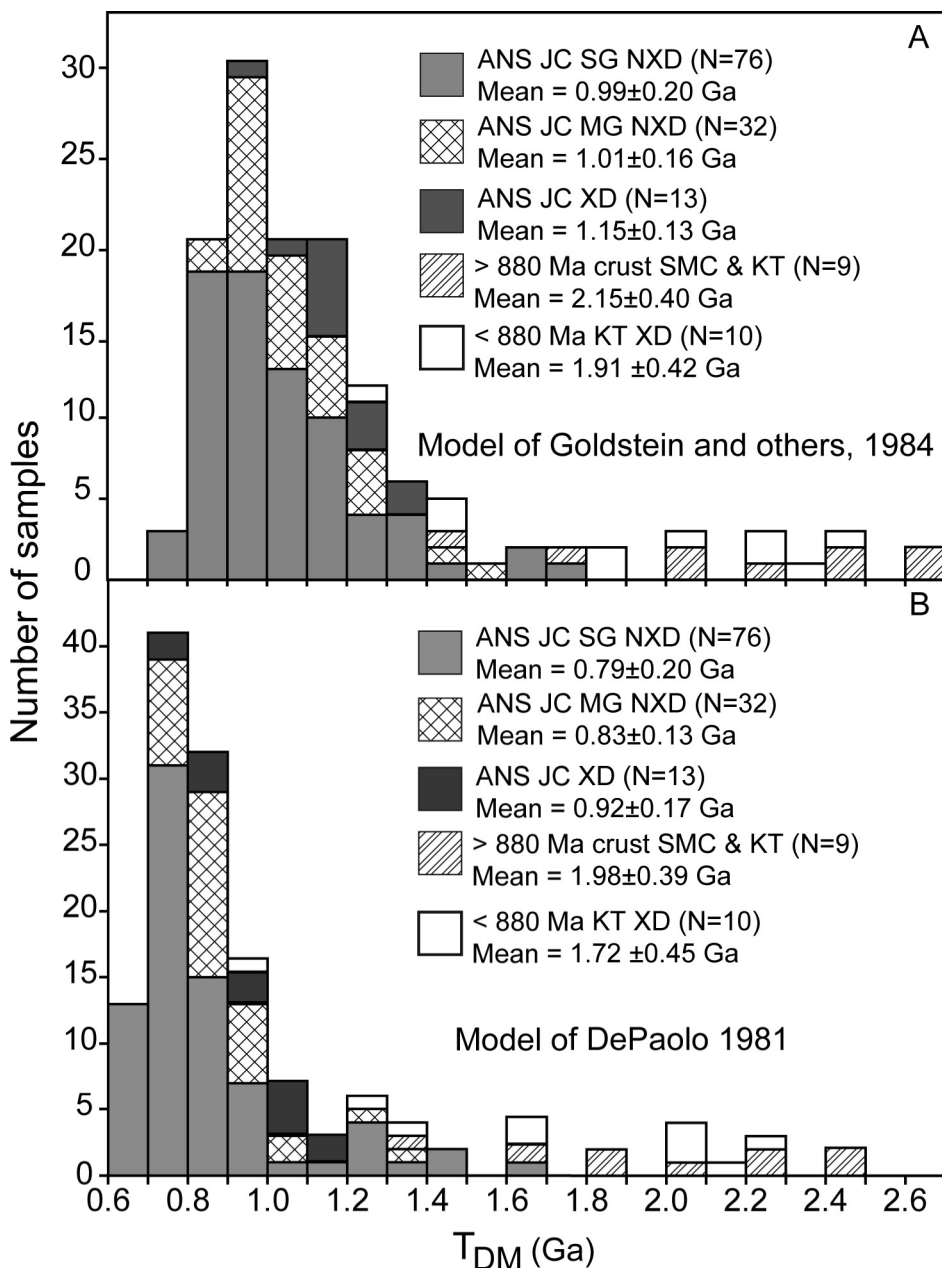 A
ANS JC SG NXD (N=76)
Mean = 0.99±0.20 Ga
ANS JC MG NXD (N=32)
Mean = 1.01±0.16 Ga
ANS JC XD (N=13)
Mean = 1.15±0.13 Ga
> 880 Ma crust SMC & KT (N=9)
Mean = 2.15±0.40 Ga
< 880 Ma KT XD (N=10)
Mean = 1.91 ±0.42 Ga
Model of Goldstein and others, 1984
30
25
20
15
10
5
0
Number of samples
B
ANS JC SG NXD (N=76)
Mean = 0.79±0.20 Ga
ANS JC MG NXD (N=32)
Mean = 0.83±0.13 Ga
ANS JC XD (N=13)
Mean = 0.92±0.17 Ga
> 880 Ma crust SMC & KT (N=9)
Mean = 1.98±0.39 Ga
< 880 Ma KT XD (N=10)
Mean = 1.72 ±0.45 Ga
Model of DePaolo 1981
40
35
30
25
20
15
10
5
0
0.6 0.8 1.0 1.2 1.4 1.6 1.8 2.0 2.2 2.4 2.6
TDM (Ga)